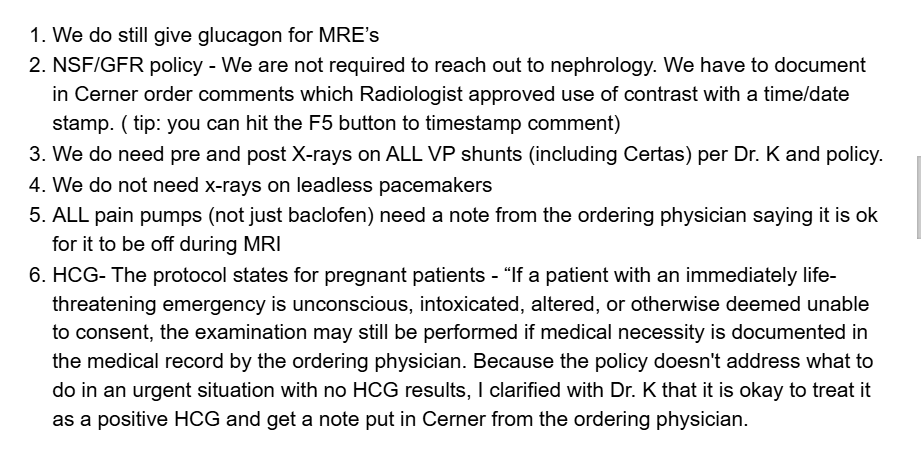 1. We do still give glucagon for MRE’s
2. NSF/GFR policy - We are not required to reach out to nephrology. We have to document
in Cerner order comments which Radiologist approved use of contrast with a time/date
stamp. ( tip: you can hit the F5 button to timestamp comment)
3. We do need pre and post X-rays on ALL VP shunts (including Certas) per Dr. K and policy.
4. We do not need x-rays on leadless pacemakers
5. ALL pain pumps (not just baclofen) need a note from the ordering physician saying it is ok
for it to be off during MRI
6. HCG- The protocol states for pregnant patients - “If a patient with an immediately life-
threatening emergency is unconscious, intoxicated, altered, or otherwise deemed unable
to consent, the examination may still be performed if medical necessity is documented in
the medical record by the ordering physician. Because the policy doesn't address what to
do in an urgent situation with no HCG results, I clarified with Dr. K that it is okay to treat it
as a positive HCG and get a note put in Cerner from the ordering physician.